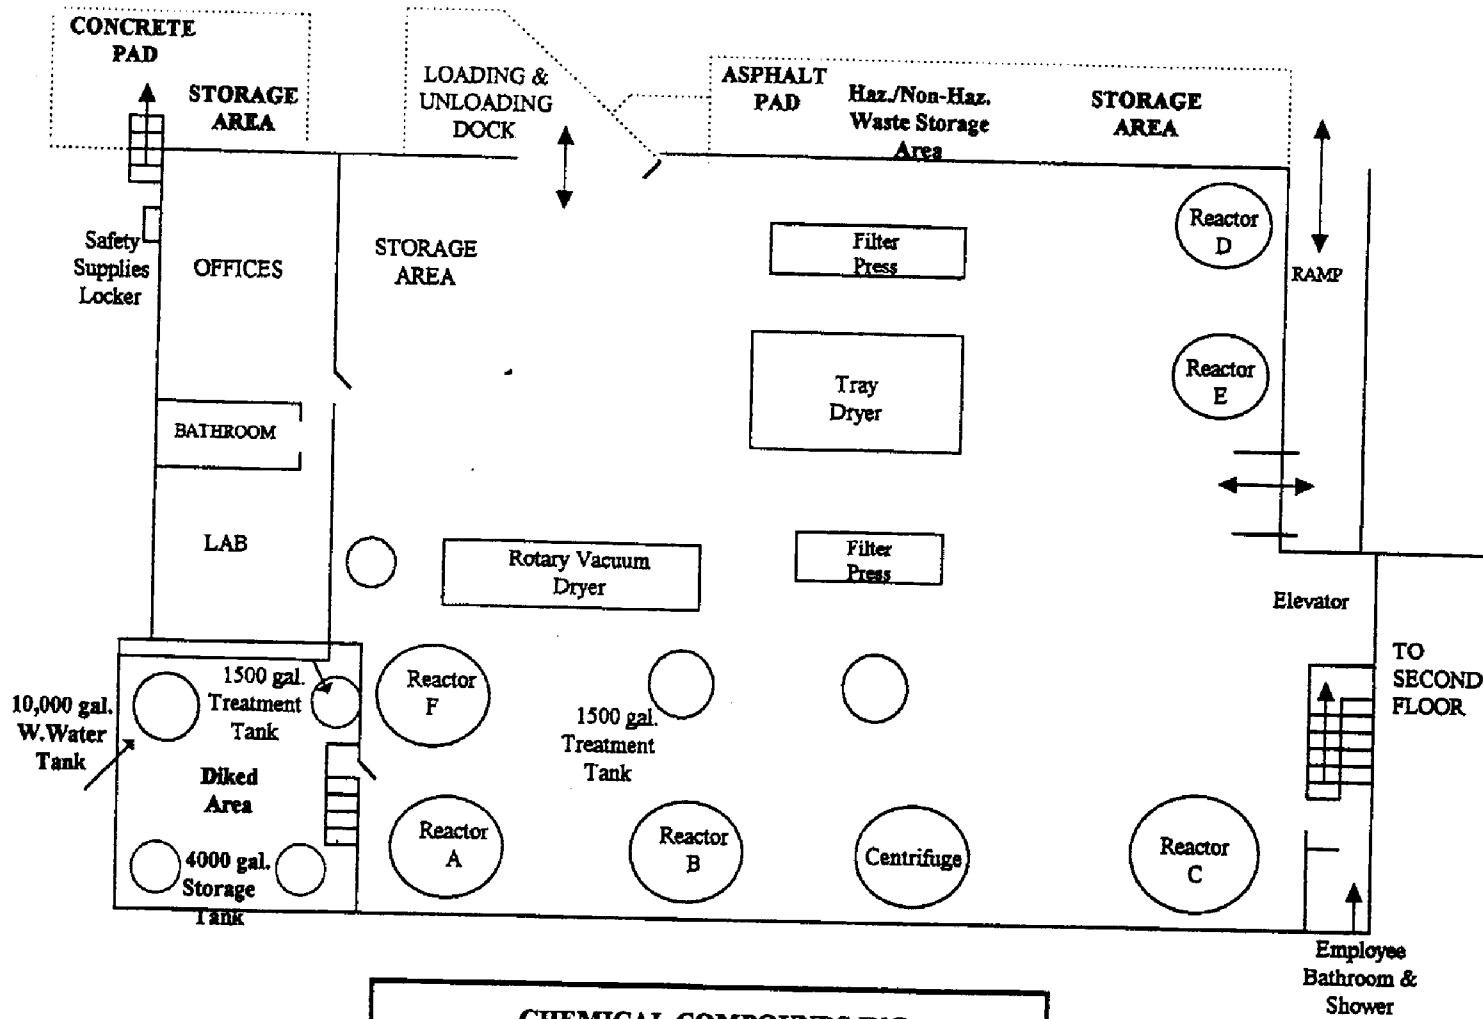 CONCRETE
PAD
STORAGE
AREA
LOADING &
UNLOADING
DOCK
ASPHALT
PAD
Haz./Non-Haz.
Waste Storage
Area
STORAGE
AREA
Safety
Supplies
Locker
OFFICES
STORAGE
AREA
Filter
Press
Reactor
D
RAMP
Tray
Dryer
Reactor
E
BATHROOM
LAB
Rotary Vacuum
Dryer
Filter
Press
Elevator
TO
SECOND
FLOOR
10,000 gal.
W.Water
Tank
1500 gal.
Treatment
Tank
Reactor
F
1500 gal.
Treatment
Tank
Diked
Area
4000 gal.
Storage
Tank
Reactor
A
Reactor
B
Centrifuge
Reactor
C
Employee
Bathroom &
Shower